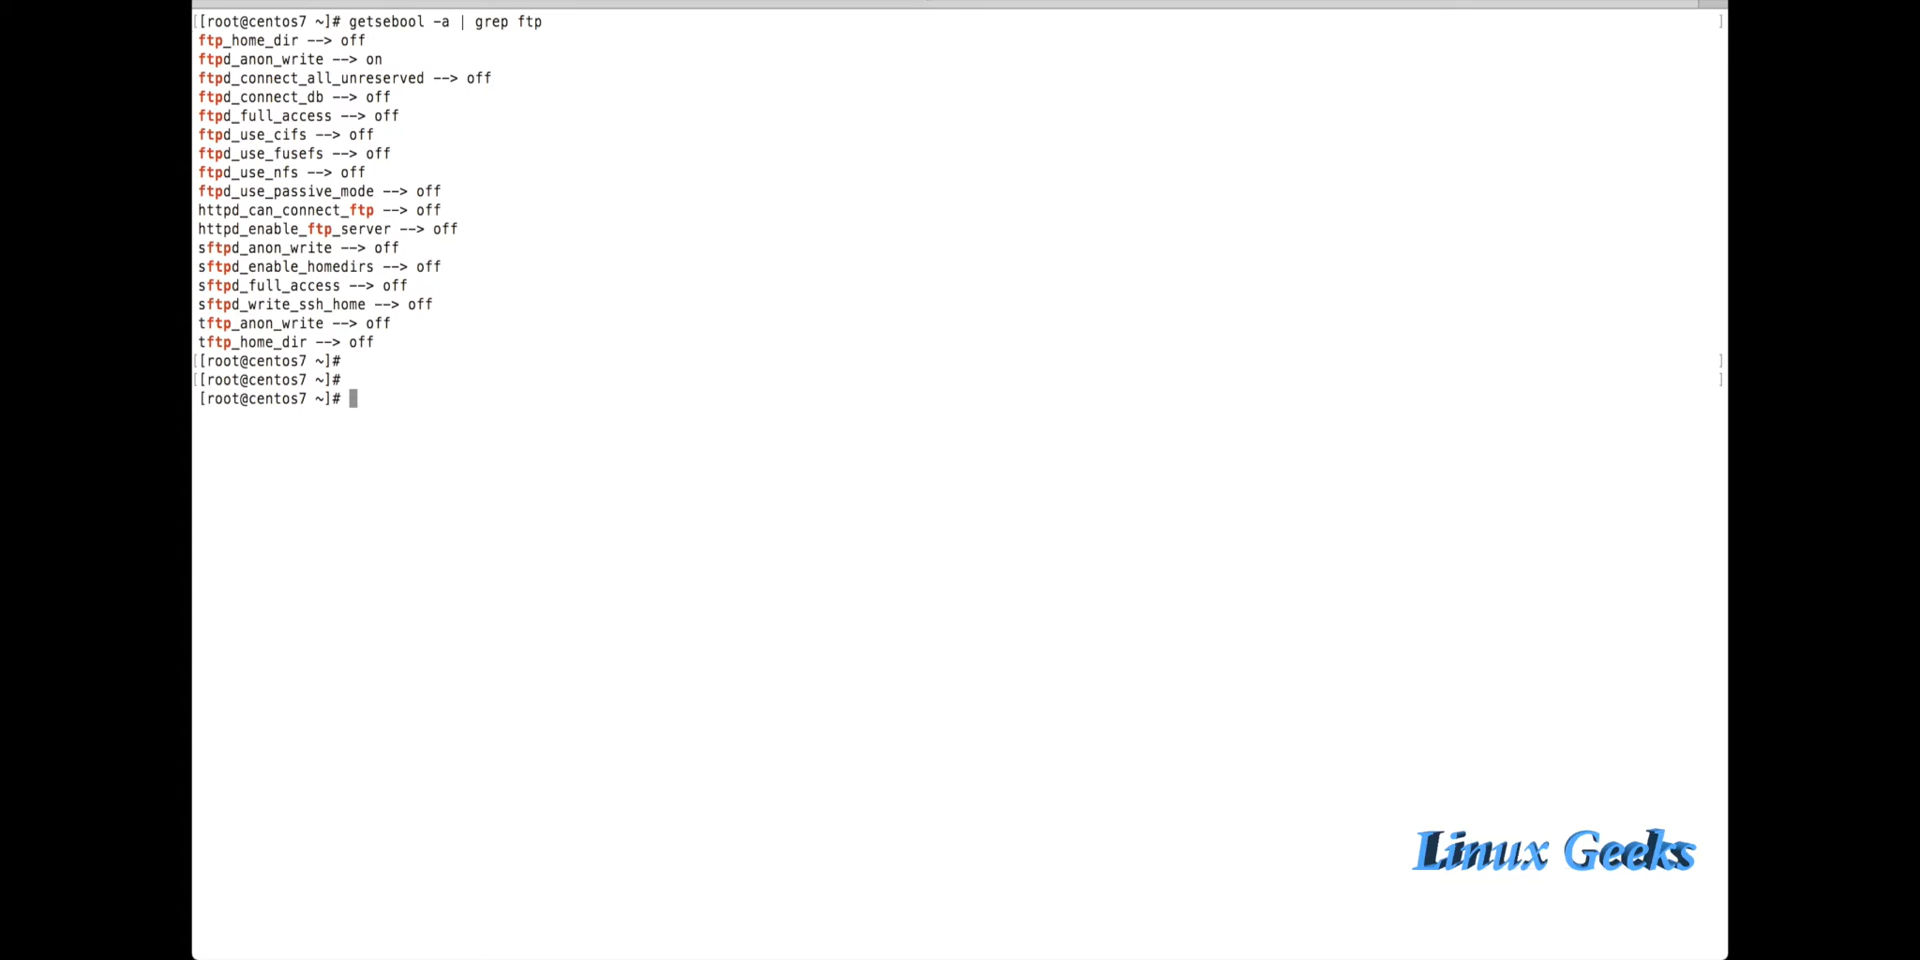 [[root@centos7 ~]# getsebool -a | grep ftp ]
ftp_home_dir --> off
ftpd_anon_write --> on
ftpd_connect_all_unreserved --> off
ftpd_connect_db --> off
ftpd_full_access --> off
ftpd_use_cifs --> off
ftpd_use_fusefs --> off
ftpd_use_nfs --> off
ftpd_use_passive_mode --> off
httpd_can_connect_ftp --> off
httpd_enable_ftp_server --> off
sftpd_anon_write --> off
sftpd_enable_homedirs --> off
sftpd_full_access --> off
sftpd_write_ssh_home --> off
tftp_anon_write --> off
tftp_home_dir --> off
[[root@centos7 ~]# ]
[[root@centos7 ~]# ]
[root@centos7 ~]#
Linux Geeks